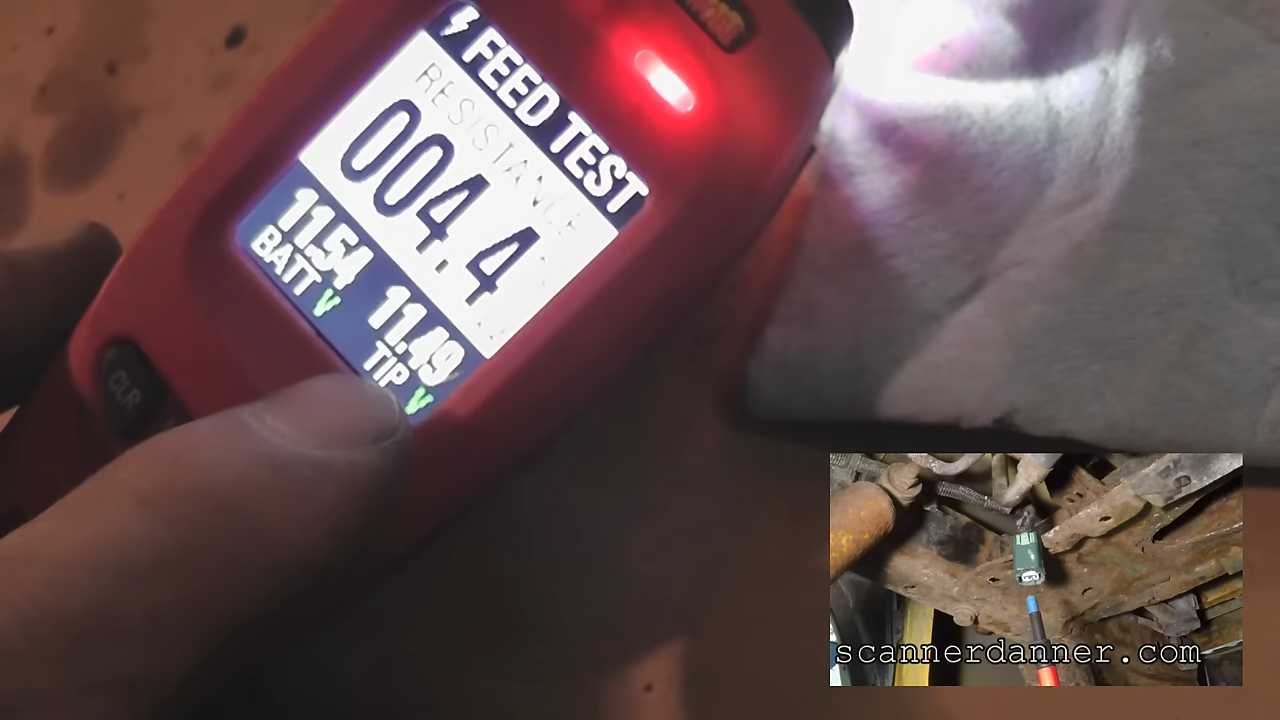 FEED TEST
RESISTANCE
004.4
11.54
BATT V
11.49
TIP V
CLR
scannerdanner.com